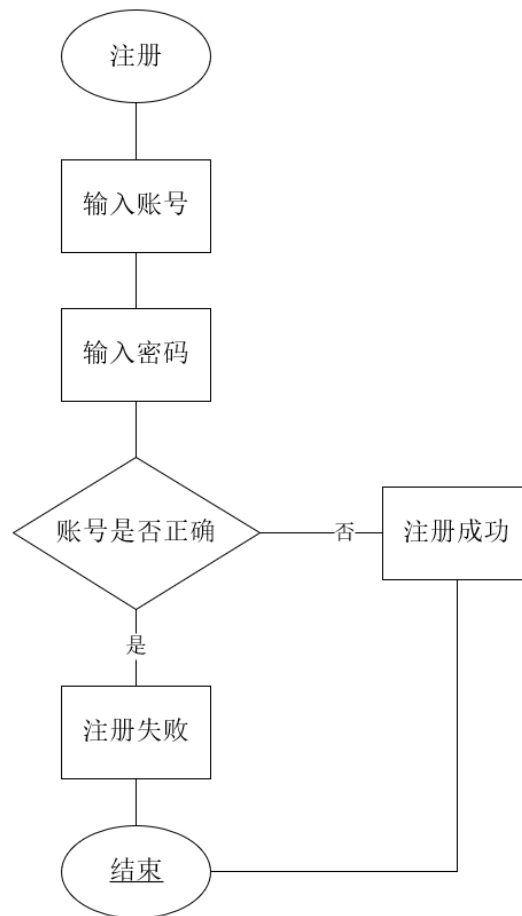 注册
输入账号
输入密码
账号是否正确
否
注册成功
是
注册失败
结束